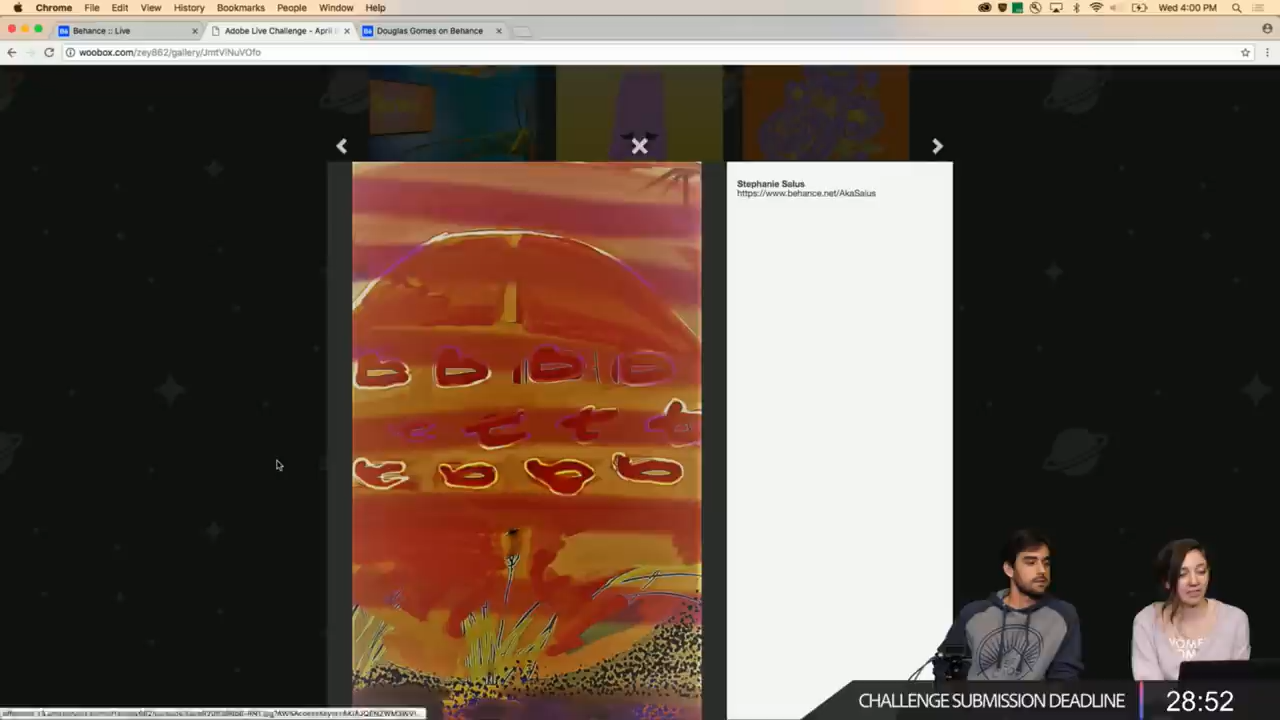 Chrome File Edit View History Bookmarks People Window Help
Wed 4:00 PM
Behance :: Live
Adobe Live Challenge - April
Douglas Gomes on Behance
woobox.com/zey862/gallery/JmtViNuVOfo
Stephanie Salus
https://www.behance.net/AkaSalus
CHALLENGE SUBMISSION DEADLINE 28:52